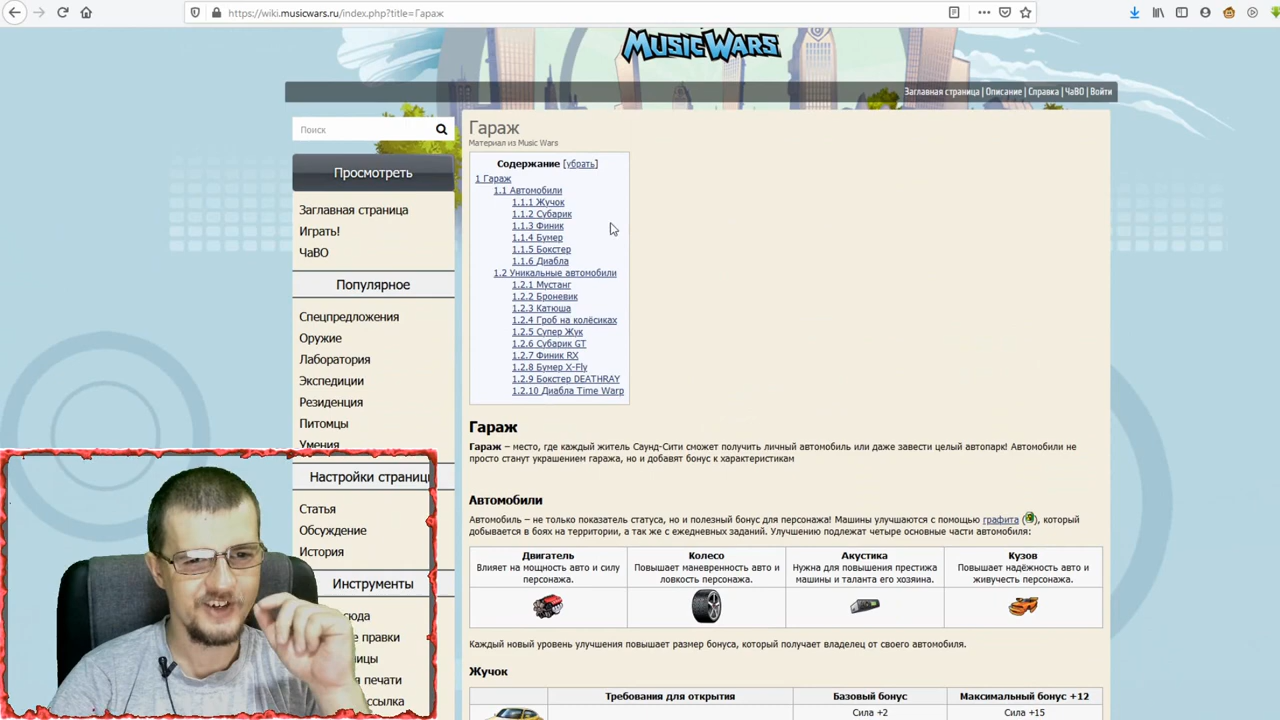 https://wiki.musicwars.ru/index.php?title=Гараж
MUSIC WARS
Заглавная страница | Описание | Справка | ЧаВО | Войти
Поиск
Просмотреть
Заглавная страница
Играть!
ЧаВО
Популярное
Спецпредложения
Оружие
Лаборатория
Экспедиции
Резиденция
Питомцы
Умения
Настройки страницы
Статья
Обсуждение
История
Инструменты
сюда
правки
печати
Гараж
Материал из Music Wars
Содержание [убрать]
1 Гараж
1.1 Автомобили
1.1.1 Жучок
1.1.2 Субарик
1.1.3 Финик
1.1.4 Бумер
1.1.5 Бокстер
1.1.6 Диабла
1.2 Уникальные автомобили
1.2.1 Мустанг
1.2.2 Броневик
1.2.3 Катюша
1.2.4 Гроб на колёсиках
1.2.5 Супер Жук
1.2.6 Субарик GT
1.2.7 Финик RX
1.2.8 Бумер X-Fly
1.2.9 Бокстер DEATHRAY
1.2.10 Диабла Time Warp
Гараж
Гараж – место, где каждый житель Саунд-Сити сможет получить личный автомобиль или даже завести целый автопарк! Автомобили не
просто станут украшением гаража, но и добавят бонус к характеристикам
Автомобили
Автомобиль – не только показатель статуса, но и полезный бонус для персонажа! Машины улучшаются с помощью графита ( ), который
добывается в боях на территории, а так же с ежедневных заданий. Улучшению подлежат четыре основные части автомобиля:
Двигатель Колесо Акустика Кузов
Влияет на мощность авто и силу Повышает маневренность авто и Нужна для повышения престижа Повышает надёжность авто и
персонажа. ловкость персонажа. машины и таланта его хозяина. живучесть персонажа.
Каждый новый уровень улучшения повышает размер бонуса, который получает владелец от своего автомобиля.
Жучок
Требования для открытия Базовый бонус Максимальный бонус +12
Сила +2 Сила +15